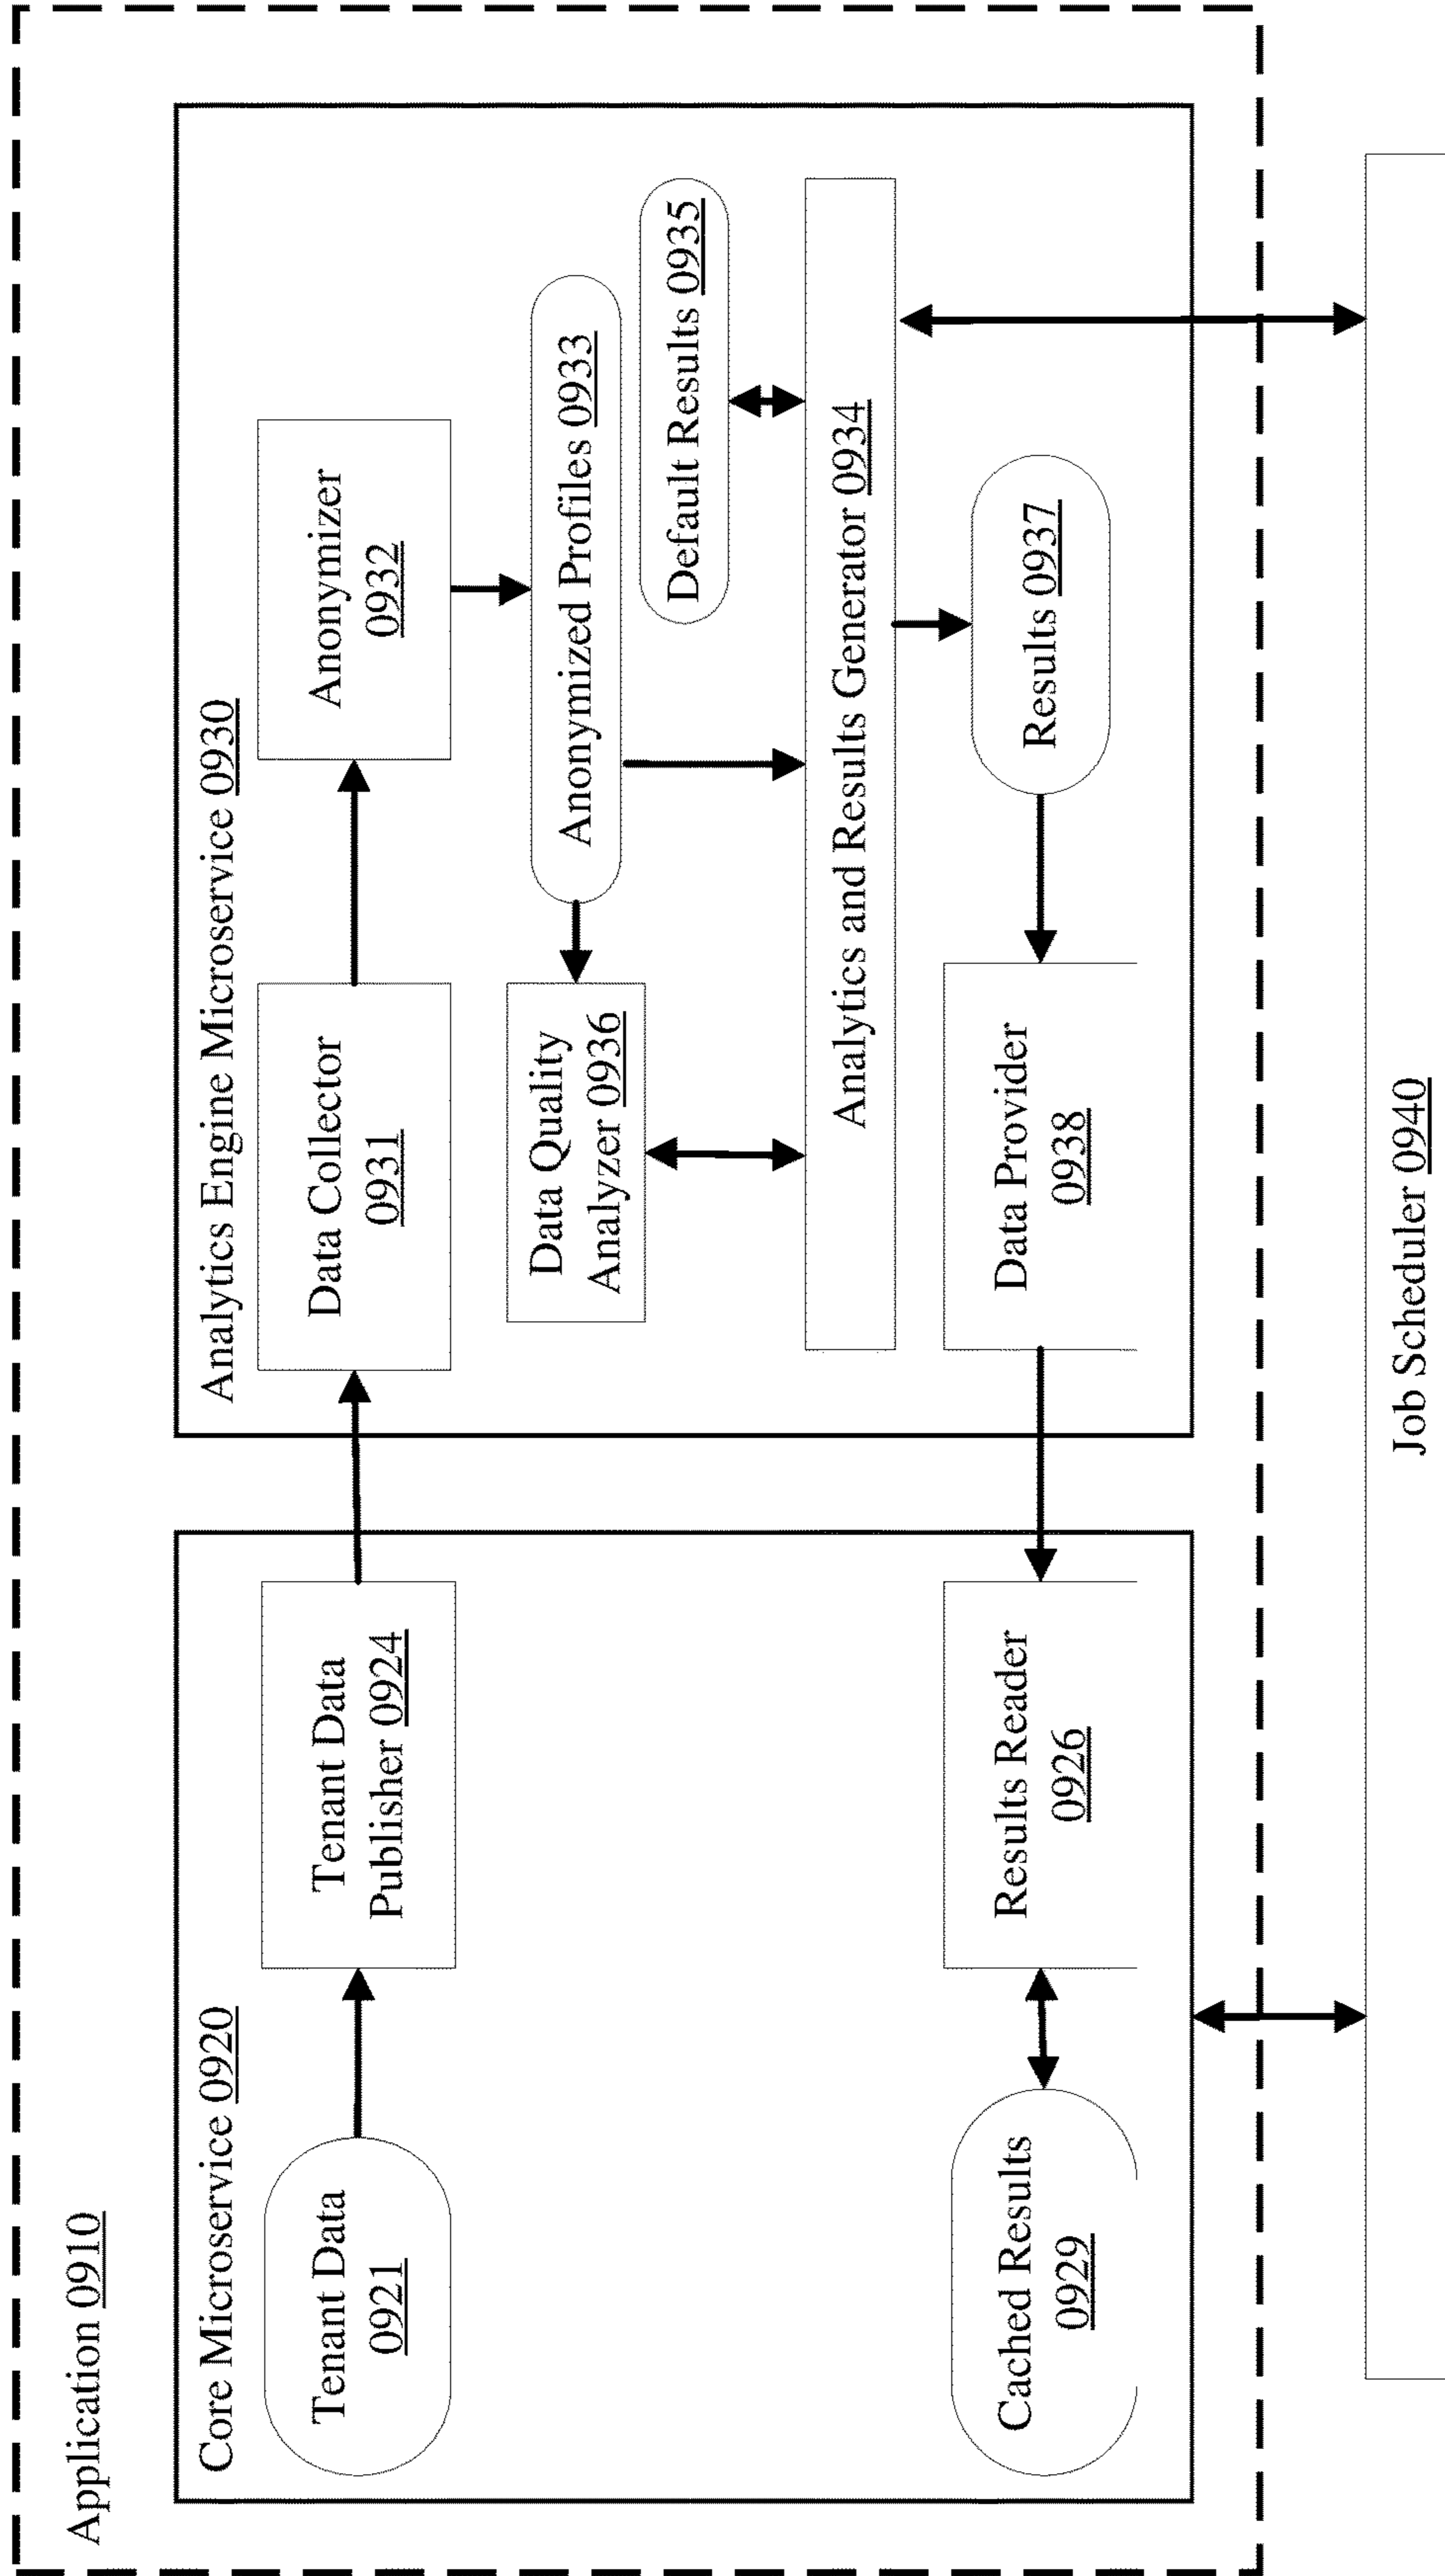 Application 0910
Core Microservice 0920
Tenant Data
0921
Tenant Data
Publisher 0924
Cached Results
0929
Results Reader
0926
Analytics Engine Microservice 0930
Data Collector
0931
Anonymizer
0932
Data Quality
Analyzer 0936
Anonymized Profiles 0933
Default Results 0935
Analytics and Results Generator 0934
Data Provider
0938
Results 0937
Job Scheduler 0940